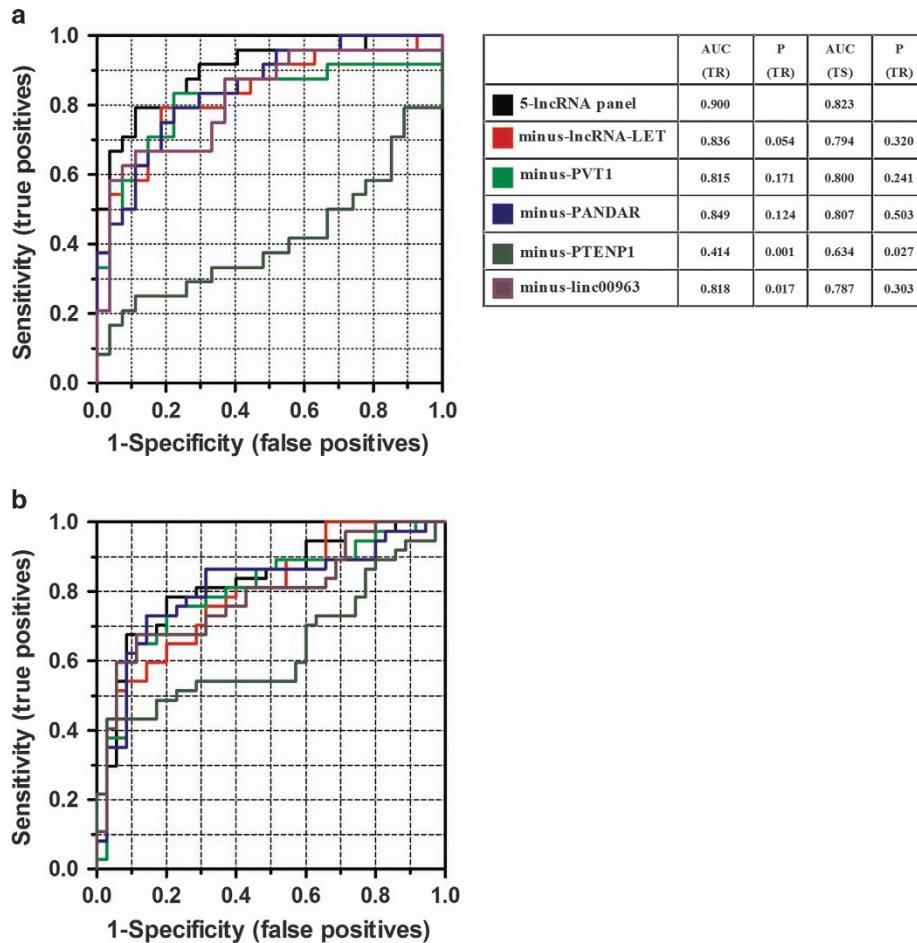 a
1.0
0.8
0.6
0.4
0.2
0.0
Sensitivity (true positives)
0.0 0.2 0.4 0.6 0.8 1.0
1-Specificity (false positives)
AUC (TR) P (TR) AUC (TS) P (TR)
5-lncRNA panel 0.900 0.823
minus-lncRNA-LET 0.836 0.054 0.794 0.320
minus-PVT1 0.815 0.171 0.800 0.241
minus-PANDAR 0.849 0.124 0.807 0.503
minus-PTENP1 0.414 0.001 0.634 0.027
minus-linc00963 0.818 0.017 0.787 0.303
b
1.0
0.8
0.6
0.4
0.2
0.0
Sensitivity (true positives)
0.0 0.2 0.4 0.6 0.8 1.0
1-Specificity (false positives)